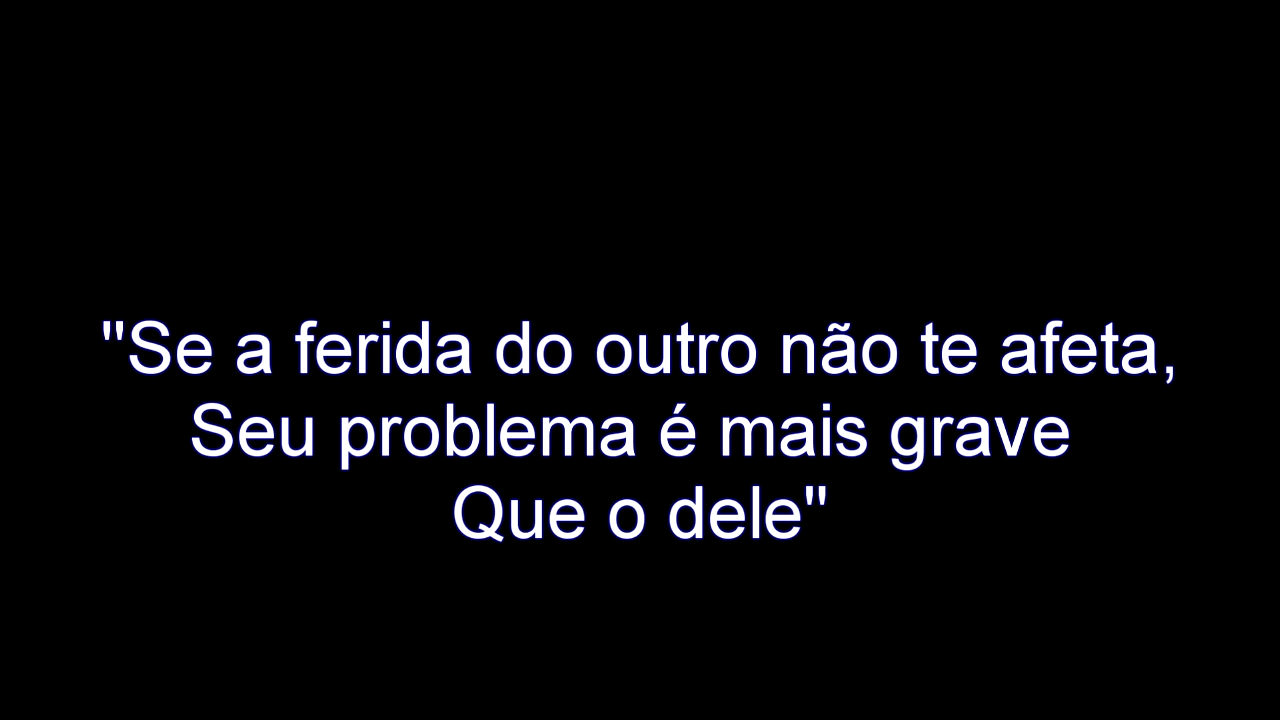 "Se a ferida do outro não te afeta,
Seu problema é mais grave
Que o dele"